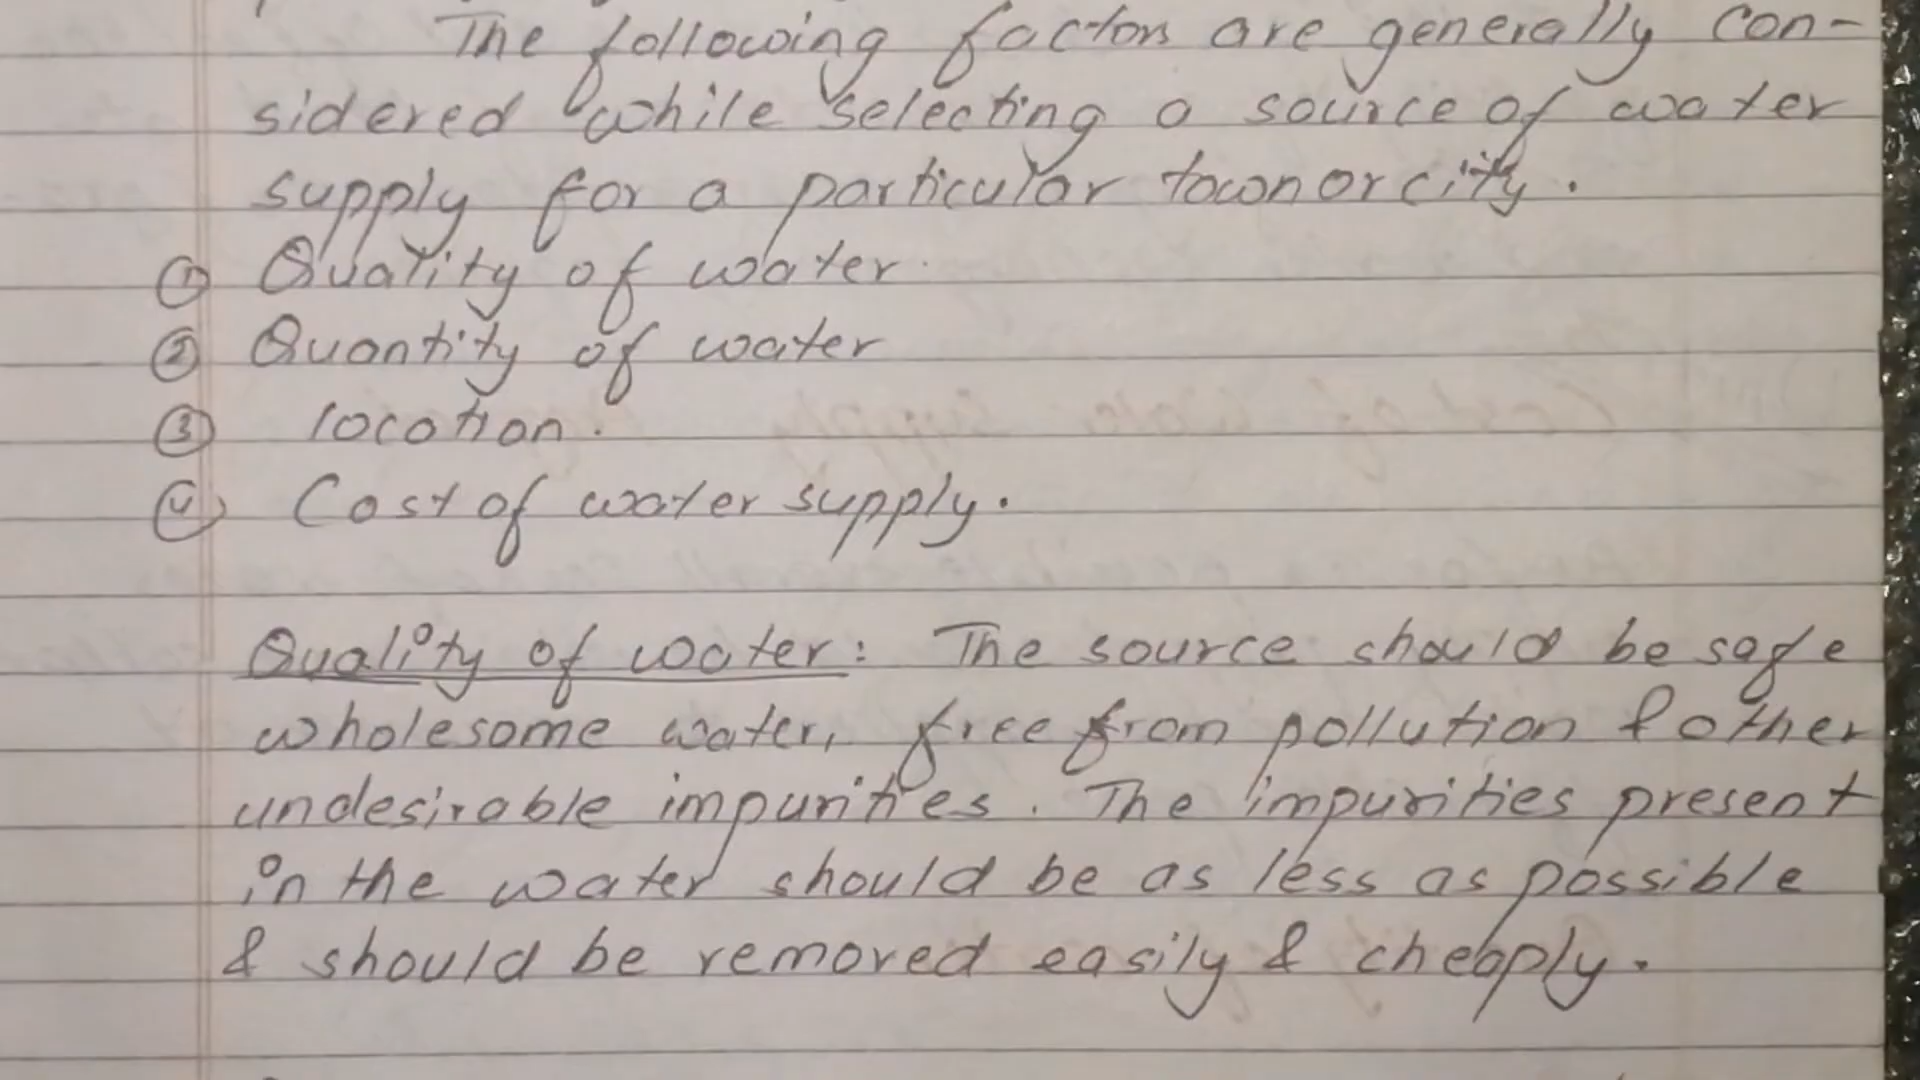 The following factors are generally con-
sidered while selecting a source of water
supply for a particular town or city.
① Quality of water.
② Quantity of water
③ location.
④ Cost of water supply.
Quality of water: The source should be safe
wholesome water, free from pollution & other
undesirable impurities. The impurities present
in the water should be as less as possible
& should be removed easily & cheaply.